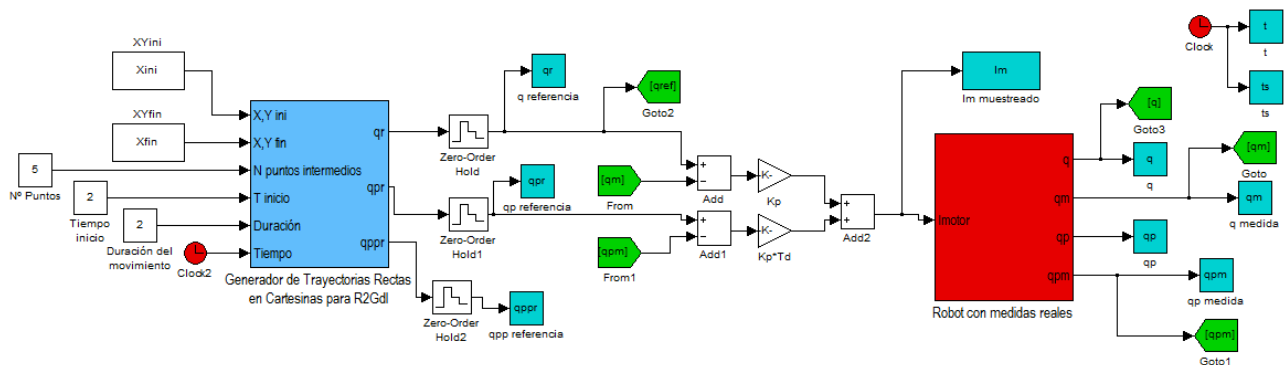 XYini
Xini
XYfin
Xfin
5
Nº Puntos
2
Tiempo
inicio
2
Duración del
movimiento
Clock2
X,Y ini
X,Y fin
N puntos intermedios
T inicio
Duración
Tiempo
qr
qpr
qppr
Generador de Trayectorias Rectas
en Cartesinas para R2Gdl
Zero-Order
Hold
Zero-Order
Hold1
Zero-Order
Hold2
qr
q referencia
qpr
qp referencia
qppr
qpp referencia
[qref]
Goto2
[qm]
From
[qpm]
From1
+
−
Add
+
−
Add1
K-
Kp
K-
Kp*Td
+
+
Add2
Im
Im muestreado
Imotor
q
qm
qp
qpm
Robot con medidas reales
Clock
t
t
ts
ts
[q]
Goto3
q
q
[qm]
Goto
qm
q medida
qp
qp
qpm
qp medida
[qpm]
Goto1